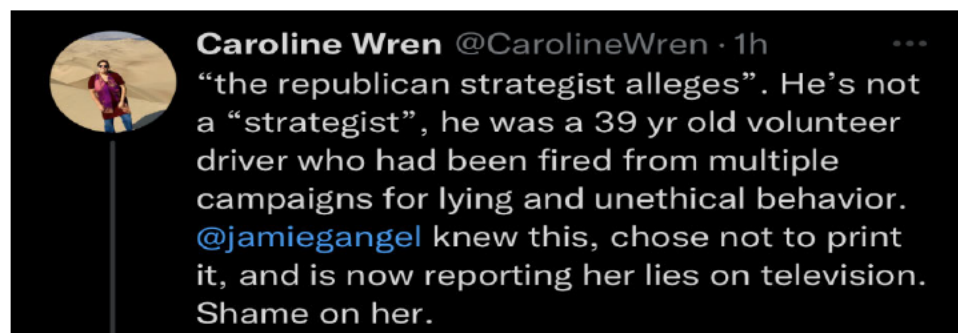 Caroline Wren @CarolineWren · 1h
“the republican strategist alleges”. He’s not
a “strategist”, he was a 39 yr old volunteer
driver who had been fired from multiple
campaigns for lying and unethical behavior.
@jamiegangel knew this, chose not to print
it, and is now reporting her lies on television.
Shame on her.